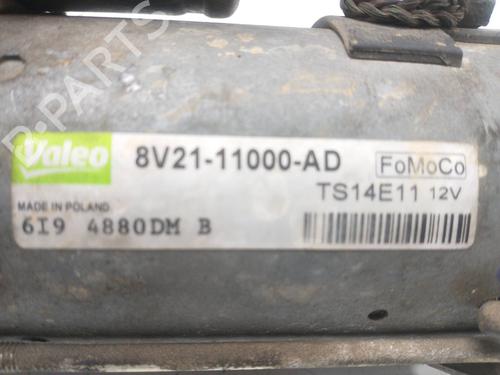 Valeo
8V21-11000-AD
FoMoCo
TS14E11 12V
MADE IN POLAND
6I9 4880DM B
B-PARTS